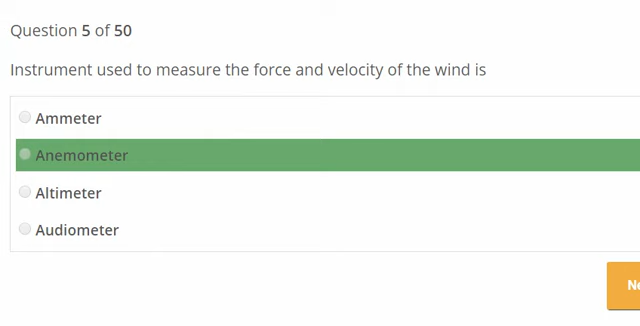 Question 5 of 50
Instrument used to measure the force and velocity of the wind is
Ammeter
Anemometer
Altimeter
Audiometer